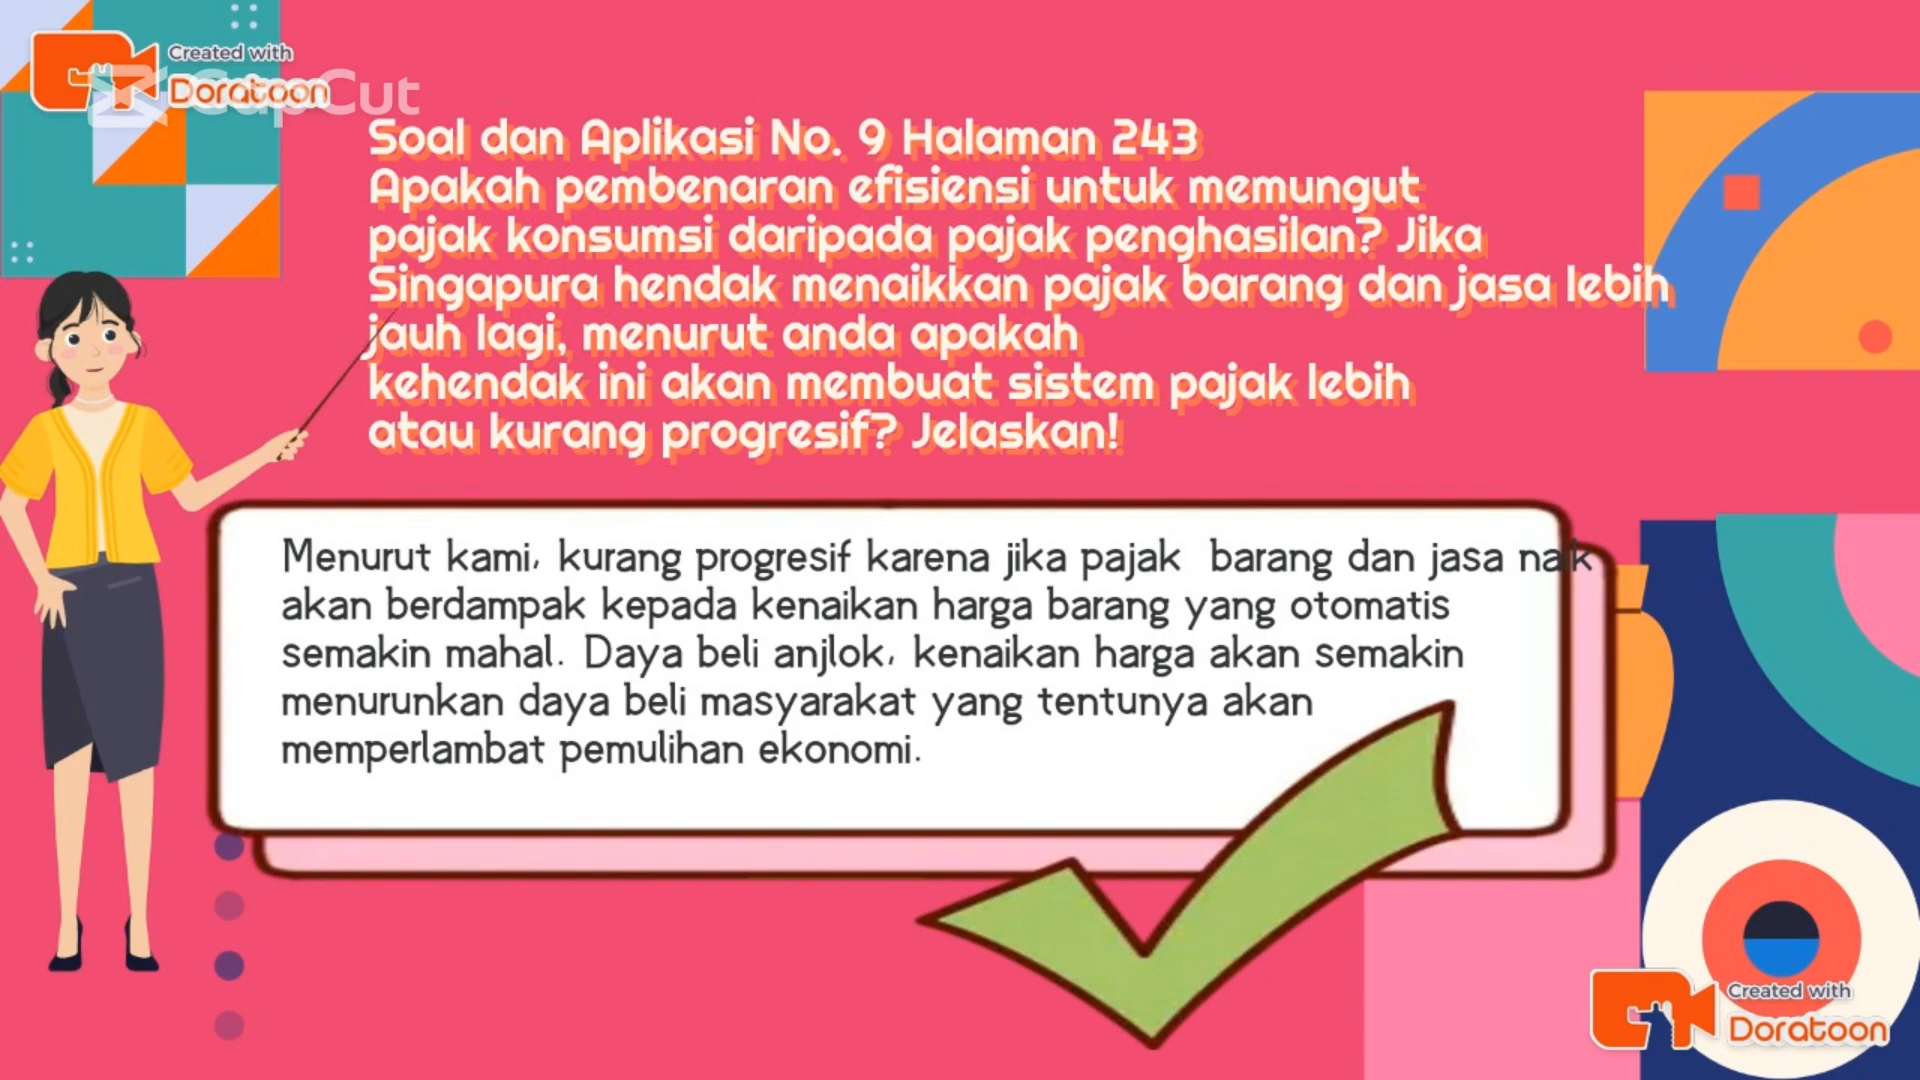 Created with
Doratoon
CapCut
Soal dan Aplikasi No. 9 Halaman 243
Apakah pembenaran efisiensi untuk memungut
pajak konsumsi daripada pajak penghasilan? Jika
Singapura hendak menaikkan pajak barang dan jasa lebih
jauh lagi, menurut anda apakah
kehendak ini akan membuat sistem pajak lebih
atau kurang progresif? Jelaskan!
Menurut kami, kurang progresif karena jika pajak barang dan jasa naik
akan berdampak kepada kenaikan harga barang yang otomatis
semakin mahal. Daya beli anjlok, kenaikan harga akan semakin
menurunkan daya beli masyarakat yang tentunya akan
memperlambat pemulihan ekonomi.
Created with
Doratoon